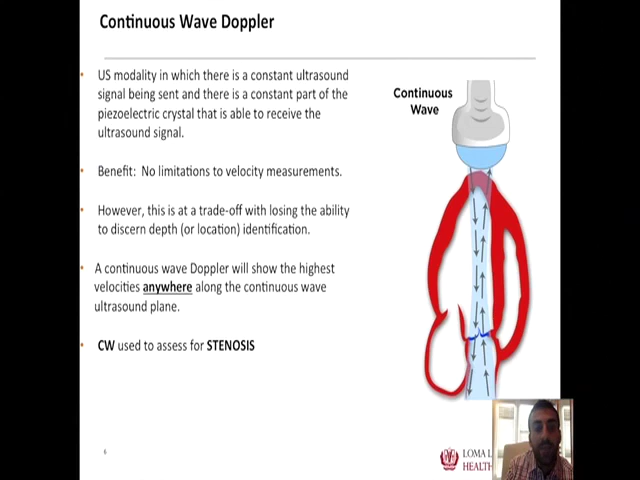 Continuous Wave Doppler
• US modality in which there is a constant ultrasound
signal being sent and there is a constant part of the
piezoelectric crystal that is able to receive the
ultrasound signal.
• Benefit: No limitations to velocity measurements.
• However, this is at a trade-off with losing the ability
to discern depth (or location) identification.
• A continuous wave Doppler will show the highest
velocities anywhere along the continuous wave
ultrasound plane.
• CW used to assess for STENOSIS
Continuous
Wave
6
LOMA L
HEALTH